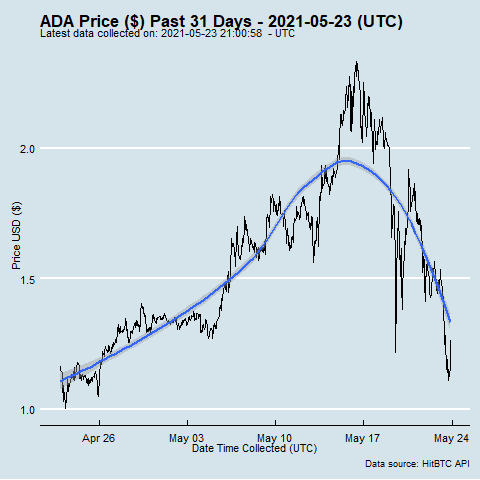 ADA Price ($) Past 31 Days - 2021-05-23 (UTC)
Latest data collected on: 2021-05-23 21:00:58 - UTC
2.0
Price USD ($)
1.5
1.0
Apr 26 May 03 May 10 May 17 May 24
Date Time Collected (UTC)
Data source: HitBTC API